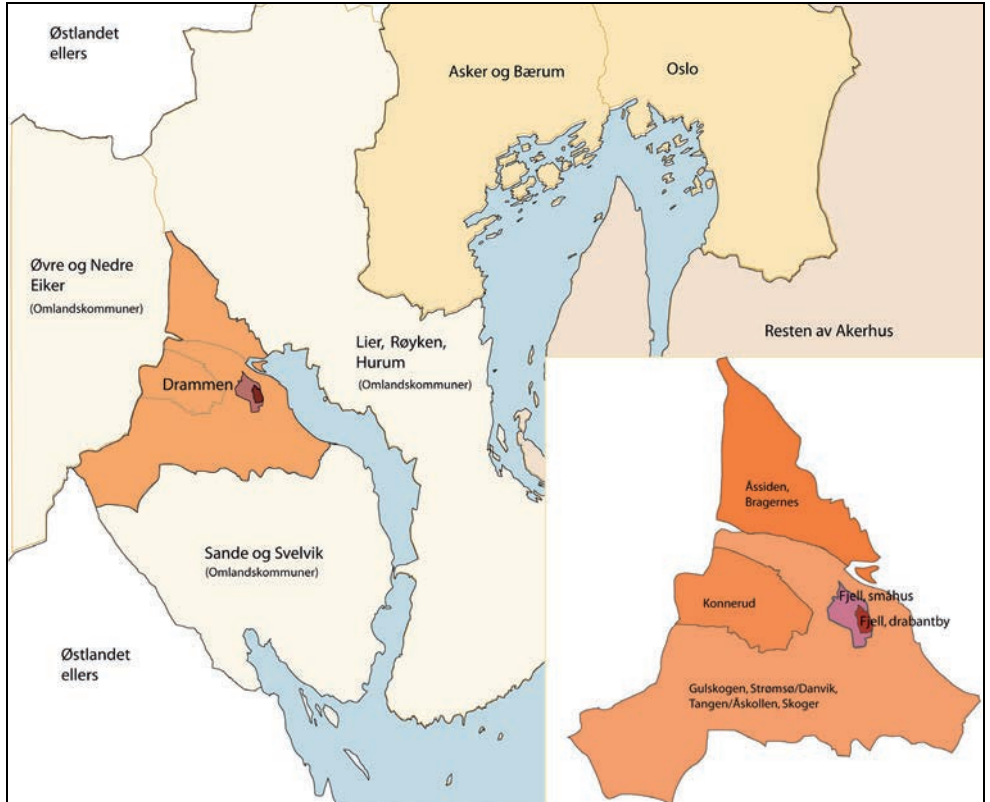 Østlandet
ellers
Asker og Bærum
Oslo
Øvre og Nedre
Eiker
(Omlandskommuner)
Lier, Røyken,
Hurum
(Omlandskommuner)
Resten av Akerhus
Drammen
Sande og Svelvik
(Omlandskommuner)
Østlandet
ellers
Åssiden,
Bragernes
Konnerud
Fjell, småhus
Fjell, drabantby
Gulskogen, Strømsø/Danvik,
Tangen/Åskollen, Skoger